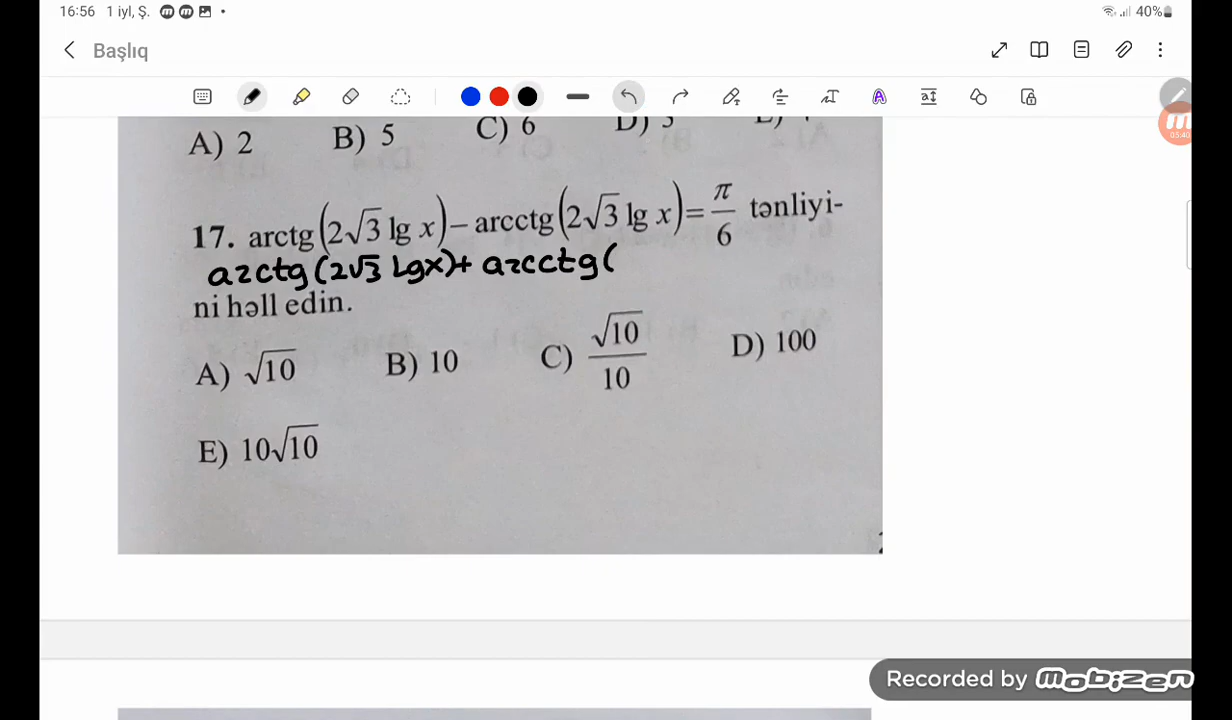 16:56 1 iyl, Ş. 40%
Başlıq
A) 2 B) 5 C) 6
17. arctg(2√3 lg x) − arcctg(2√3 lg x) = π/6 tənliyi-
arctg(2√3 lgx)+ arcctg(
ni həll edin.
A) √10 B) 10 C) √10/10 D) 100
E) 10√10
05:40
Recorded by mobizen